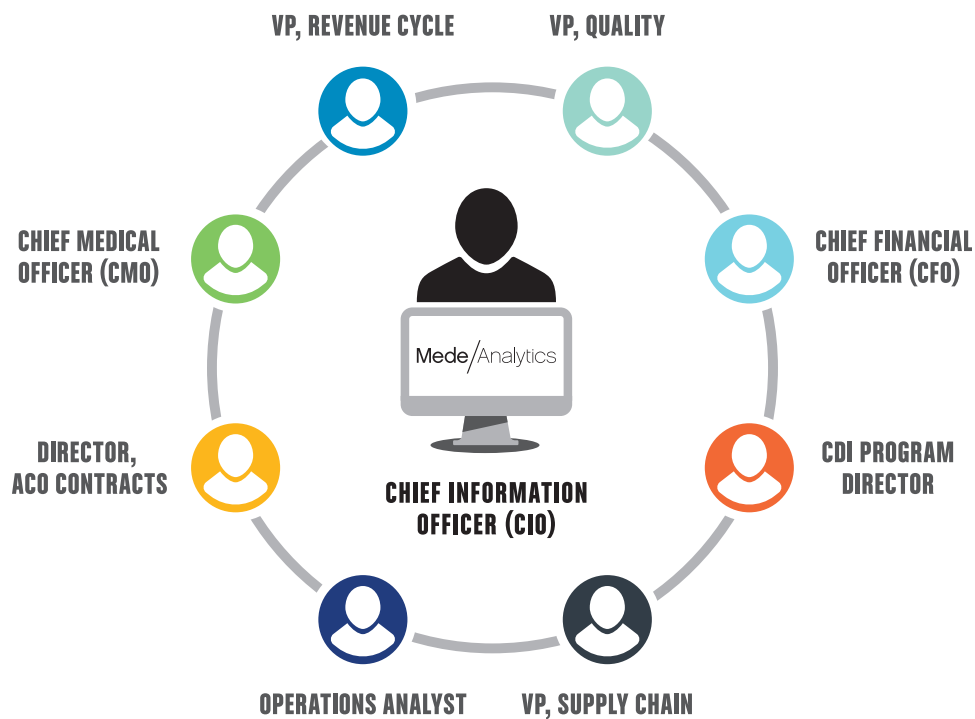 VP, REVENUE CYCLE
VP, QUALITY
CHIEF MEDICAL
OFFICER (CMO)
CHIEF FINANCIAL
OFFICER (CFO)
Mede/Analytics
DIRECTOR,
ACO CONTRACTS
CDI PROGRAM
DIRECTOR
CHIEF INFORMATION
OFFICER (CIO)
OPERATIONS ANALYST
VP, SUPPLY CHAIN